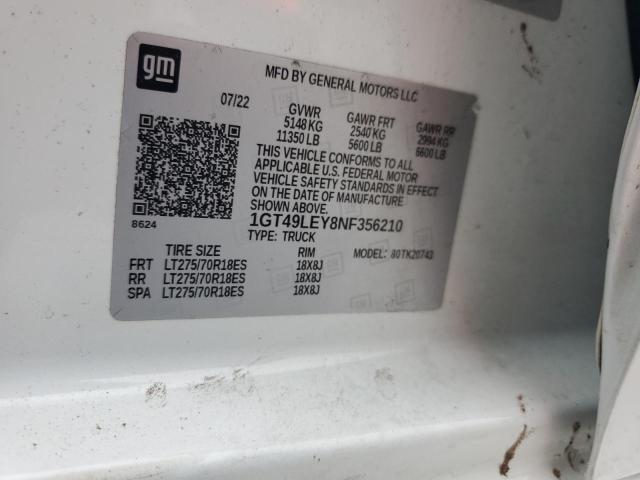 gm
MFD BY GENERAL MOTORS LLC
07/22 GVWR GAWR FRT GAWR RR
5148 KG 2540 KG 2994 KG
11350 LB 5600 LB 6600 LB
THIS VEHICLE CONFORMS TO ALL
APPLICABLE U.S. FEDERAL MOTOR
VEHICLE SAFETY STANDARDS IN EFFECT
ON THE DATE OF MANUFACTURE
8624 1GT49LEY8NF356210
TYPE: TRUCK MODEL: 80TK20743
TIRE SIZE RIM
FRT LT275/70R18ES 18X8J
RR LT275/70R18ES 18X8J
SPA LT275/70R18ES 18X8J